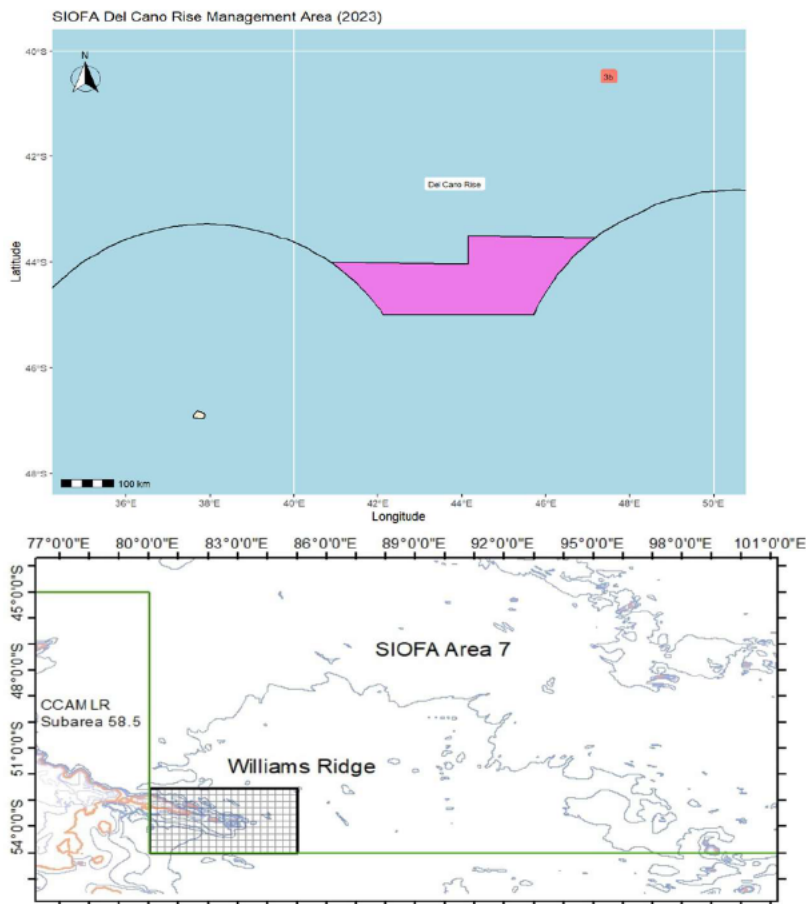 SIOFA Del Cano Rise Management Area (2023)
40°S
N
3b
42°S
Del Cano Rise
Latitude
44°S
46°S
48°S
100 km
36°E 38°E 40°E 42°E 44°E 46°E 48°E 50°E
Longitude
77°0'0"E 80°0'0"E 83°0'0"E 86°0'0"E 89°0'0"E 92°0'0"E 95°0'0"E 98°0'0"E 101°0'0"E
45°0'0"S
SIOFA Area 7
48°0'0"S
CCAMLR
Subarea 58.5
51°0'0"S
Williams Ridge
54°0'0"S